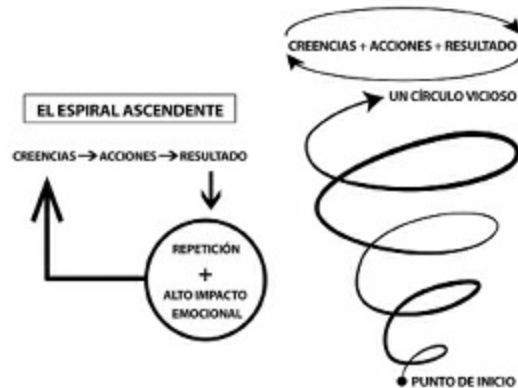 EL ESPIRAL ASCENDENTE
CREENCIAS → ACCIONES → RESULTADO
REPETICIÓN
+
ALTO IMPACTO
EMOCIONAL
CREENCIAS + ACCIONES + RESULTADO
UN CÍRCULO VICIOSO
PUNTO DE INICIO